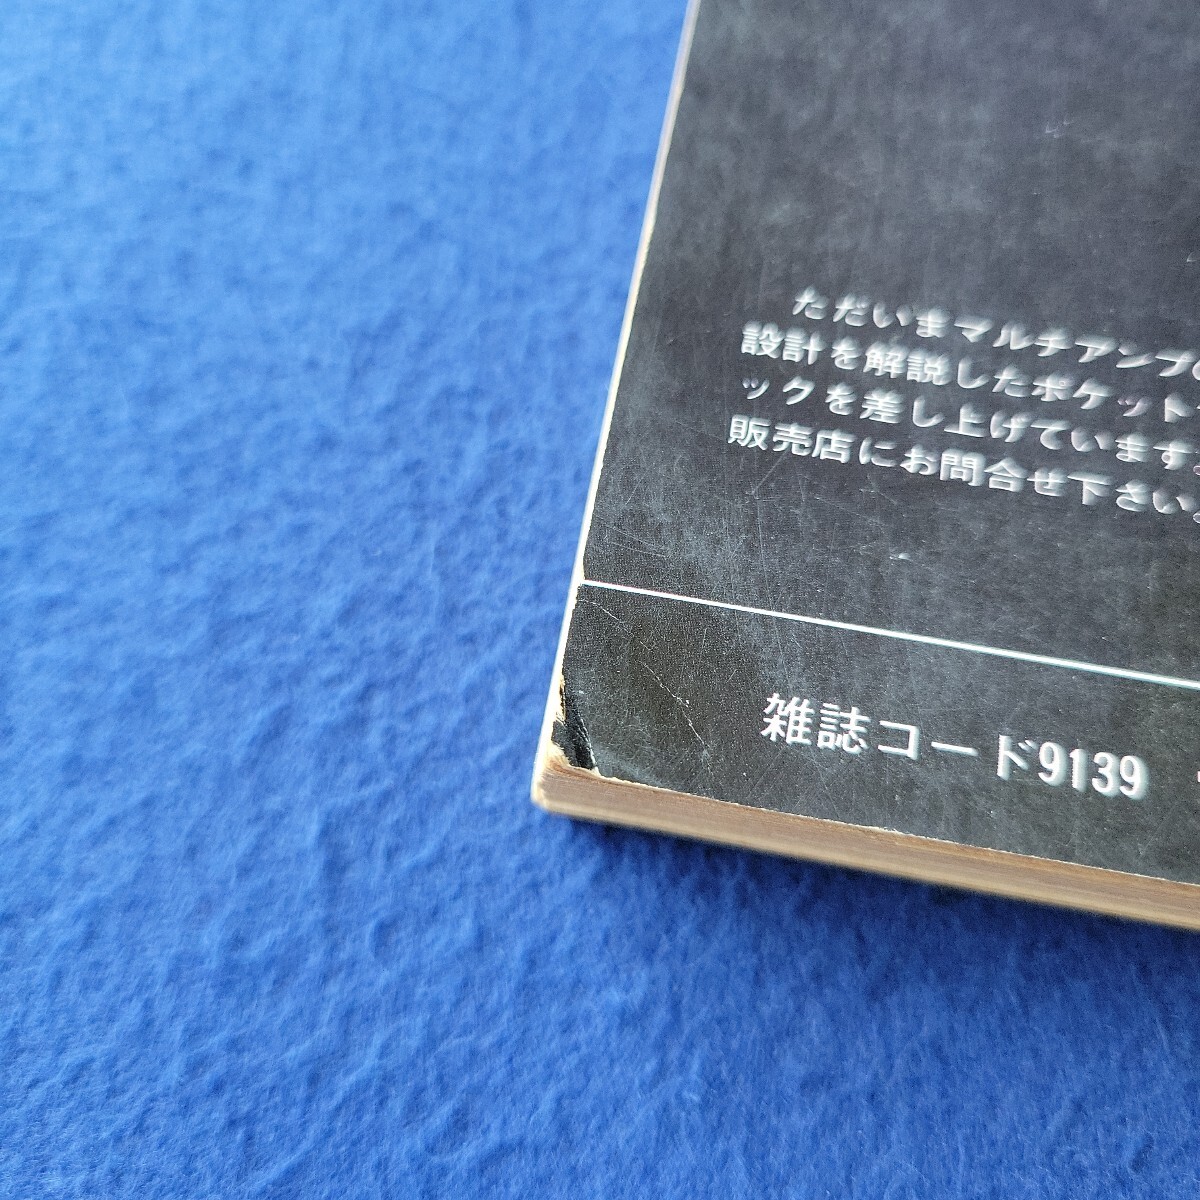 ただいまマルチアンプの
設計を解説したポケット
ックを差し上げています。
販売店にお問合せ下さい。
雑誌コード9139